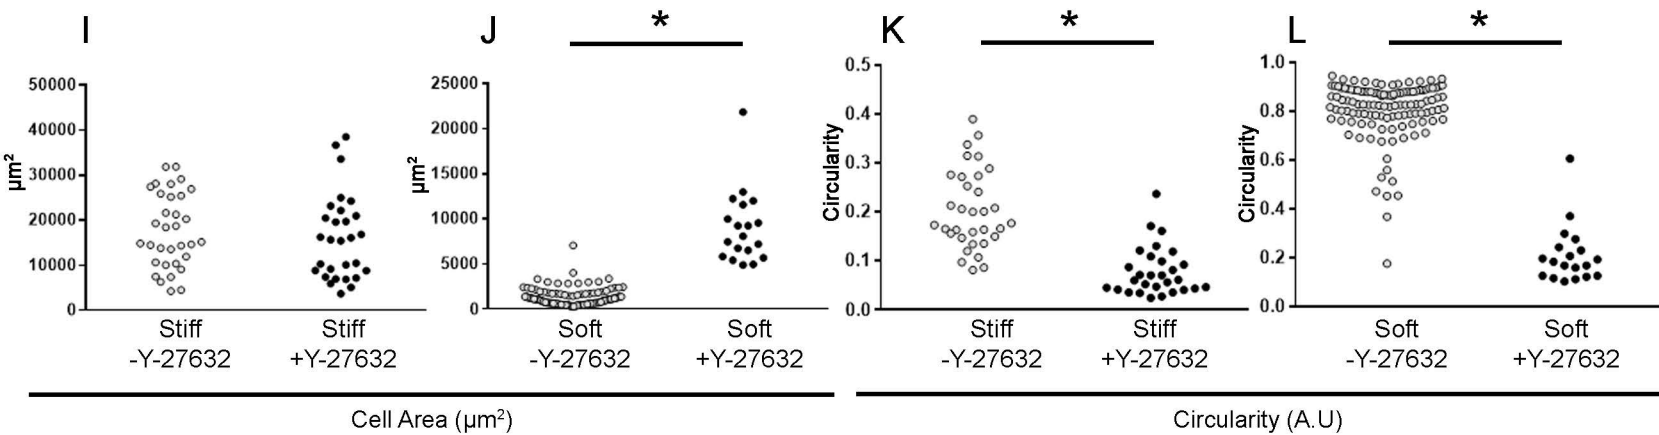 I
50000
40000
30000
20000
10000
0
µm²
Stiff
-Y-27632
Stiff
+Y-27632
J
*
25000
20000
15000
10000
5000
0
µm²
Soft
-Y-27632
Soft
+Y-27632
Cell Area (µm²)
K
*
0.5
0.4
0.3
0.2
0.1
0.0
Circularity
Stiff
-Y-27632
Stiff
+Y-27632
L
*
1.0
0.8
0.6
0.4
0.2
0.0
Circularity
Soft
-Y-27632
Soft
+Y-27632
Circularity (A.U)